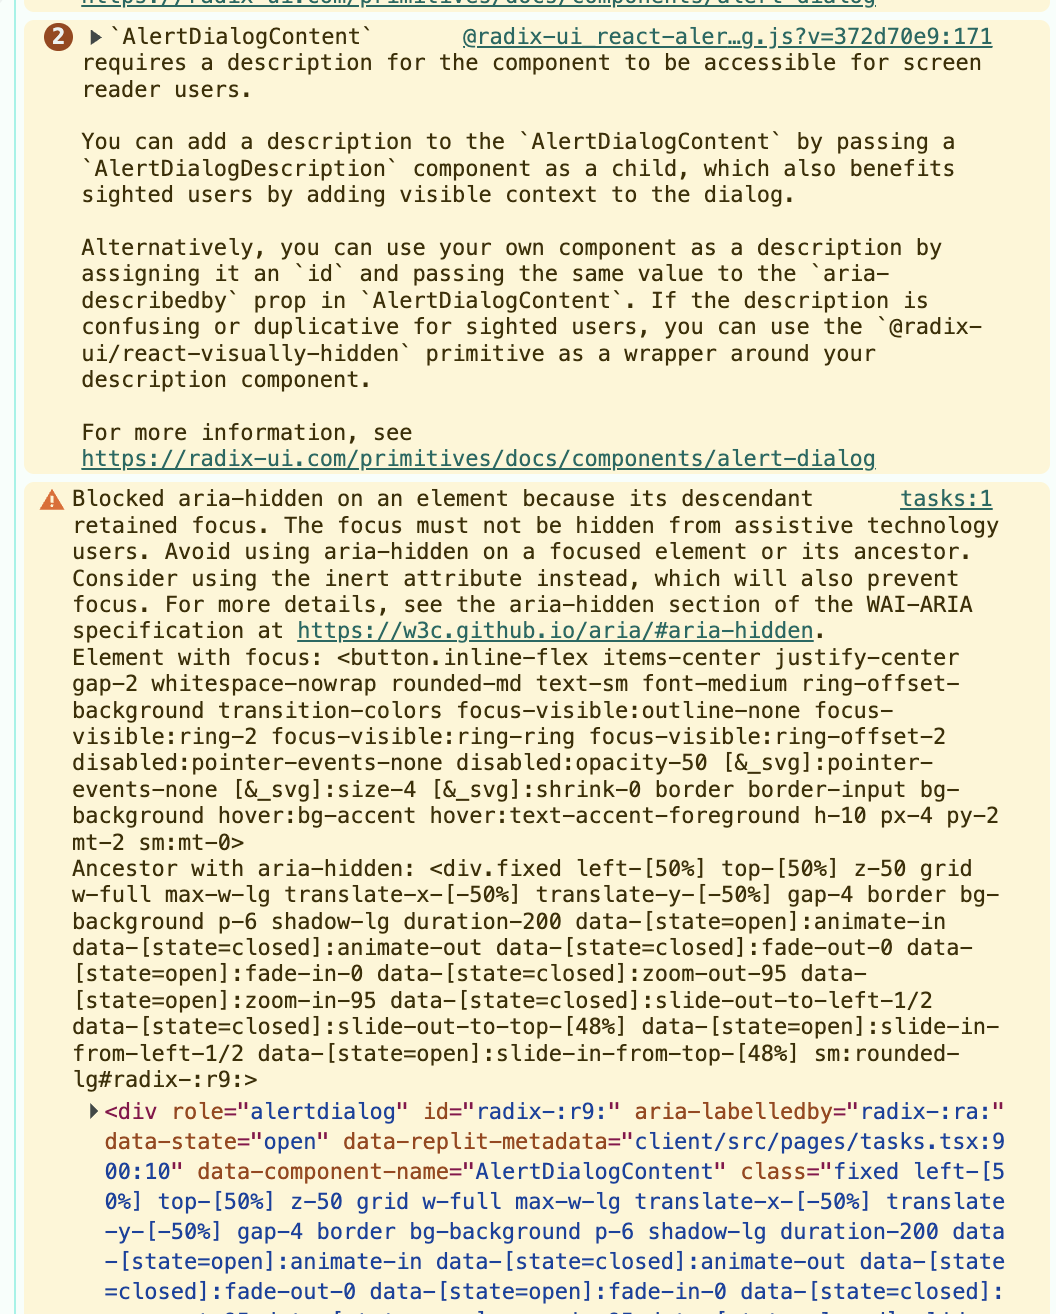 https://radix-ui.com/primitives/docs/components/alert-dialog
2 `AlertDialogContent` @radix-ui_react-aler…g.js?v=372d70e9:171
requires a description for the component to be accessible for screen
reader users.
You can add a description to the `AlertDialogContent` by passing a
`AlertDialogDescription` component as a child, which also benefits
sighted users by adding visible context to the dialog.
Alternatively, you can use your own component as a description by
assigning it an `id` and passing the same value to the `aria-
describedby` prop in `AlertDialogContent`. If the description is
confusing or duplicative for sighted users, you can use the `@radix-
ui/react-visually-hidden` primitive as a wrapper around your
description component.
For more information, see
https://radix-ui.com/primitives/docs/components/alert-dialog
Blocked aria-hidden on an element because its descendant tasks:1
retained focus. The focus must not be hidden from assistive technology
users. Avoid using aria-hidden on a focused element or its ancestor.
Consider using the inert attribute instead, which will also prevent
focus. For more details, see the aria-hidden section of the WAI-ARIA
specification at https://w3c.github.io/aria/#aria-hidden.
Element with focus: <button.inline-flex items-center justify-center
gap-2 whitespace-nowrap rounded-md text-sm font-medium ring-offset-
background transition-colors focus-visible:outline-none focus-
visible:ring-2 focus-visible:ring-ring focus-visible:ring-offset-2
disabled:pointer-events-none disabled:opacity-50 [&_svg]:pointer-
events-none [&_svg]:size-4 [&_svg]:shrink-0 border border-input bg-
background hover:bg-accent hover:text-accent-foreground h-10 px-4 py-2
mt-2 sm:mt-0>
Ancestor with aria-hidden: <div.fixed left-[50%] top-[50%] z-50 grid
w-full max-w-lg translate-x-[-50%] translate-y-[-50%] gap-4 border bg-
background p-6 shadow-lg duration-200 data-[state=open]:animate-in
data-[state=closed]:animate-out data-[state=closed]:fade-out-0 data-
[state=open]:fade-in-0 data-[state=closed]:zoom-out-95 data-
[state=open]:zoom-in-95 data-[state=closed]:slide-out-to-left-1/2
data-[state=closed]:slide-out-to-top-[48%] data-[state=open]:slide-in-
from-left-1/2 data-[state=open]:slide-in-from-top-[48%] sm:rounded-
lg#radix-:r9:>
<div role="alertdialog" id="radix-:r9:" aria-labelledby="radix-:ra:"
data-state="open" data-replit-metadata="client/src/pages/tasks.tsx:9
00:10" data-component-name="AlertDialogContent" class="fixed left-[5
0%] top-[50%] z-50 grid w-full max-w-lg translate-x-[-50%] translate
-y-[-50%] gap-4 border bg-background p-6 shadow-lg duration-200 data
-[state=open]:animate-in data-[state=closed]:animate-out data-[state
=closed]:fade-out-0 data-[state=open]:fade-in-0 data-[state=closed]: